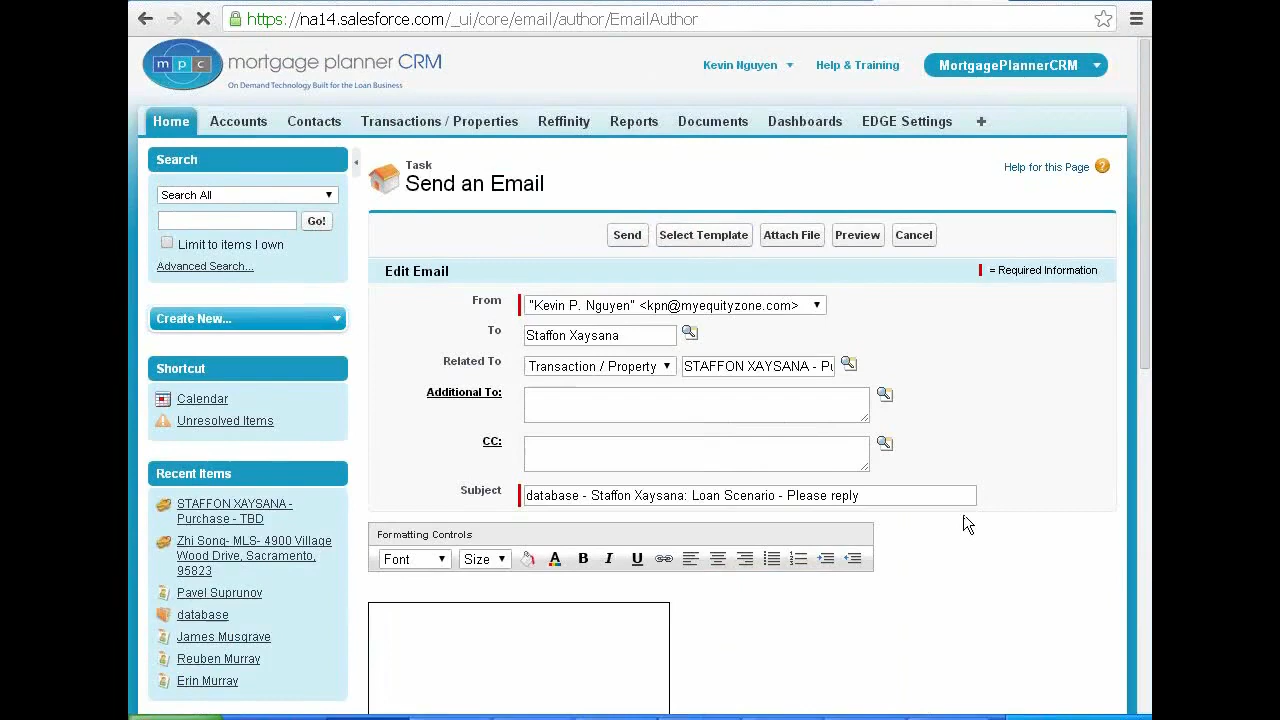 https://na14.salesforce.com/_ui/core/email/author/EmailAuthor
mpc mortgage planner CRM
On Demand Technology Built for the Loan Business
Kevin Nguyen
Help & Training
MortgagePlannerCRM
Home Accounts Contacts Transactions / Properties Reffinity Reports Documents Dashboards EDGE Settings +
Search
Search All
Go!
Limit to items I own
Advanced Search...
Create New...
Shortcut
Calendar
Unresolved Items
Recent Items
STAFFON XAYSANA -
Purchase - TBD
Zhi Song- MLS- 4900 Village
Wood Drive, Sacramento,
95823
Pavel Suprunov
database
James Musgrave
Reuben Murray
Erin Murray
Task
Send an Email
Help for this Page ?
Send Select Template Attach File Preview Cancel
Edit Email
= Required Information
From "Kevin P. Nguyen" <kpn@myequityzone.com>
To Staffon Xaysana
Related To Transaction / Property STAFFON XAYSANA - Pu
Additional To:
CC:
Subject database - Staffon Xaysana: Loan Scenario - Please reply
Formatting Controls
Font Size A B I U